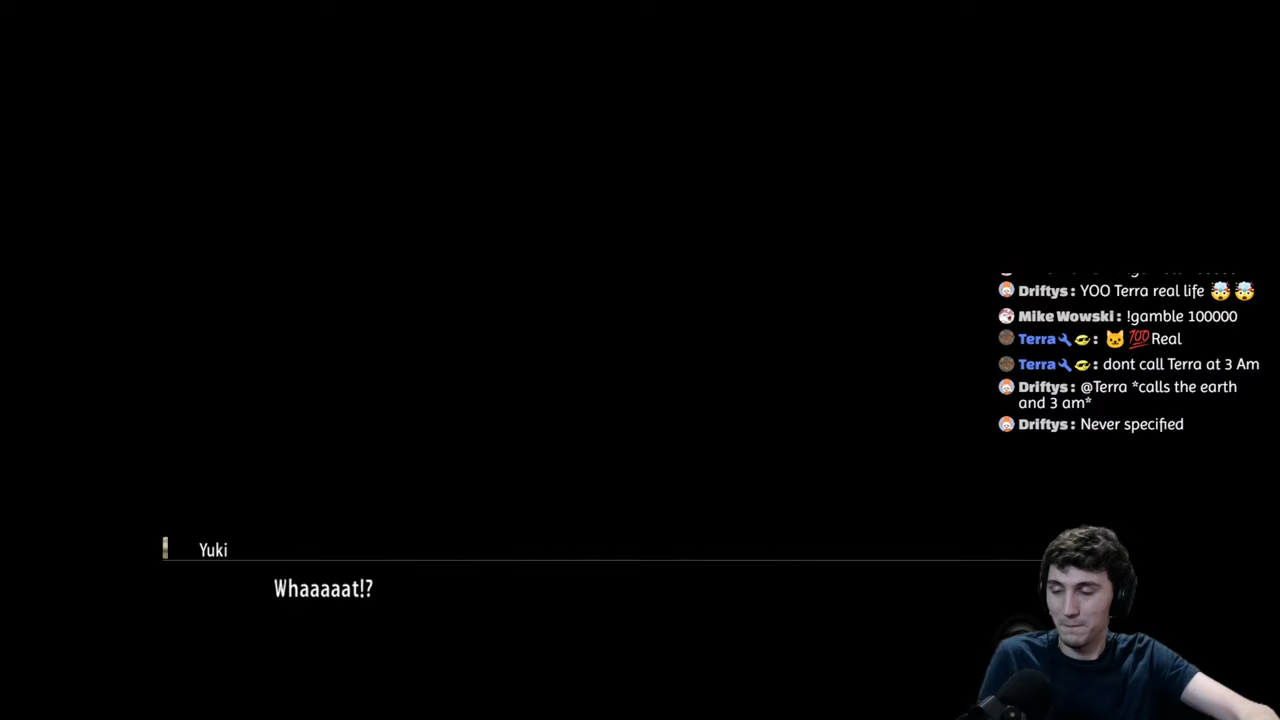 Driftys : YOO Terra real life 🤯 🤯
Mike Wowski : !gamble 100000
Terra : 🐱 💯 Real
Terra : dont call Terra at 3 Am
Driftys : @Terra *calls the earth
and 3 am*
Driftys : Never specified
Yuki
Whaaaaat!?